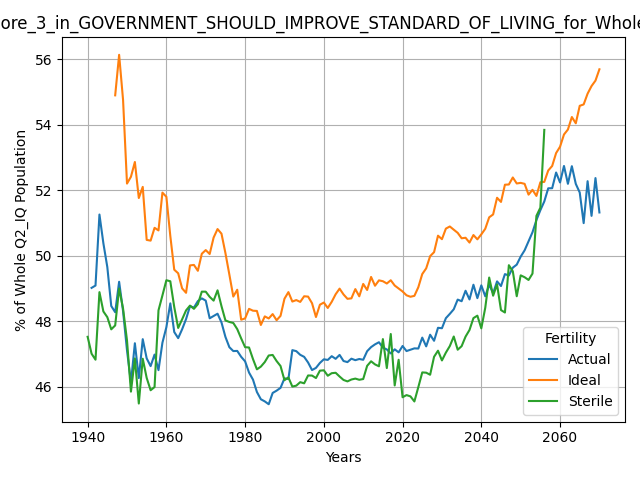 ore_3_in_GOVERNMENT_SHOULD_IMPROVE_STANDARD_OF_LIVING_for_Whole
% of Whole Q2_IQ Population
56
54
52
50
48
46
1940
1960
1980
2000
2020
2040
2060
Years
Fertility
Actual
Ideal
Sterile